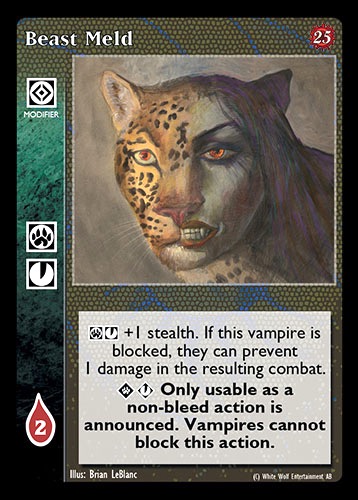 Beast Meld
25
MODIFIER
+1 stealth. If this vampire is
blocked, they can prevent
1 damage in the resulting combat.
Only usable as a
non-bleed action is
announced. Vampires cannot
block this action.
2
Illus: Brian LeBlanc
(C) White Wolf Entertainment AB